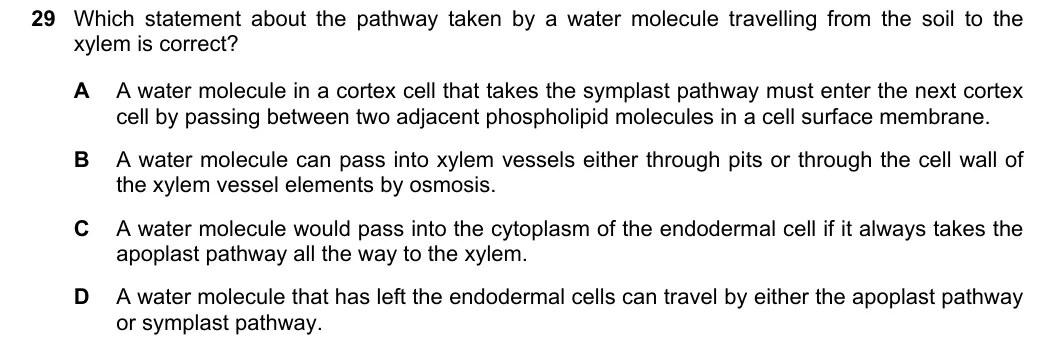 29 Which statement about the pathway taken by a water molecule travelling from the soil to the
xylem is correct?
A A water molecule in a cortex cell that takes the symplast pathway must enter the next cortex
cell by passing between two adjacent phospholipid molecules in a cell surface membrane.
B A water molecule can pass into xylem vessels either through pits or through the cell wall of
the xylem vessel elements by osmosis.
C A water molecule would pass into the cytoplasm of the endodermal cell if it always takes the
apoplast pathway all the way to the xylem.
D A water molecule that has left the endodermal cells can travel by either the apoplast pathway
or symplast pathway.